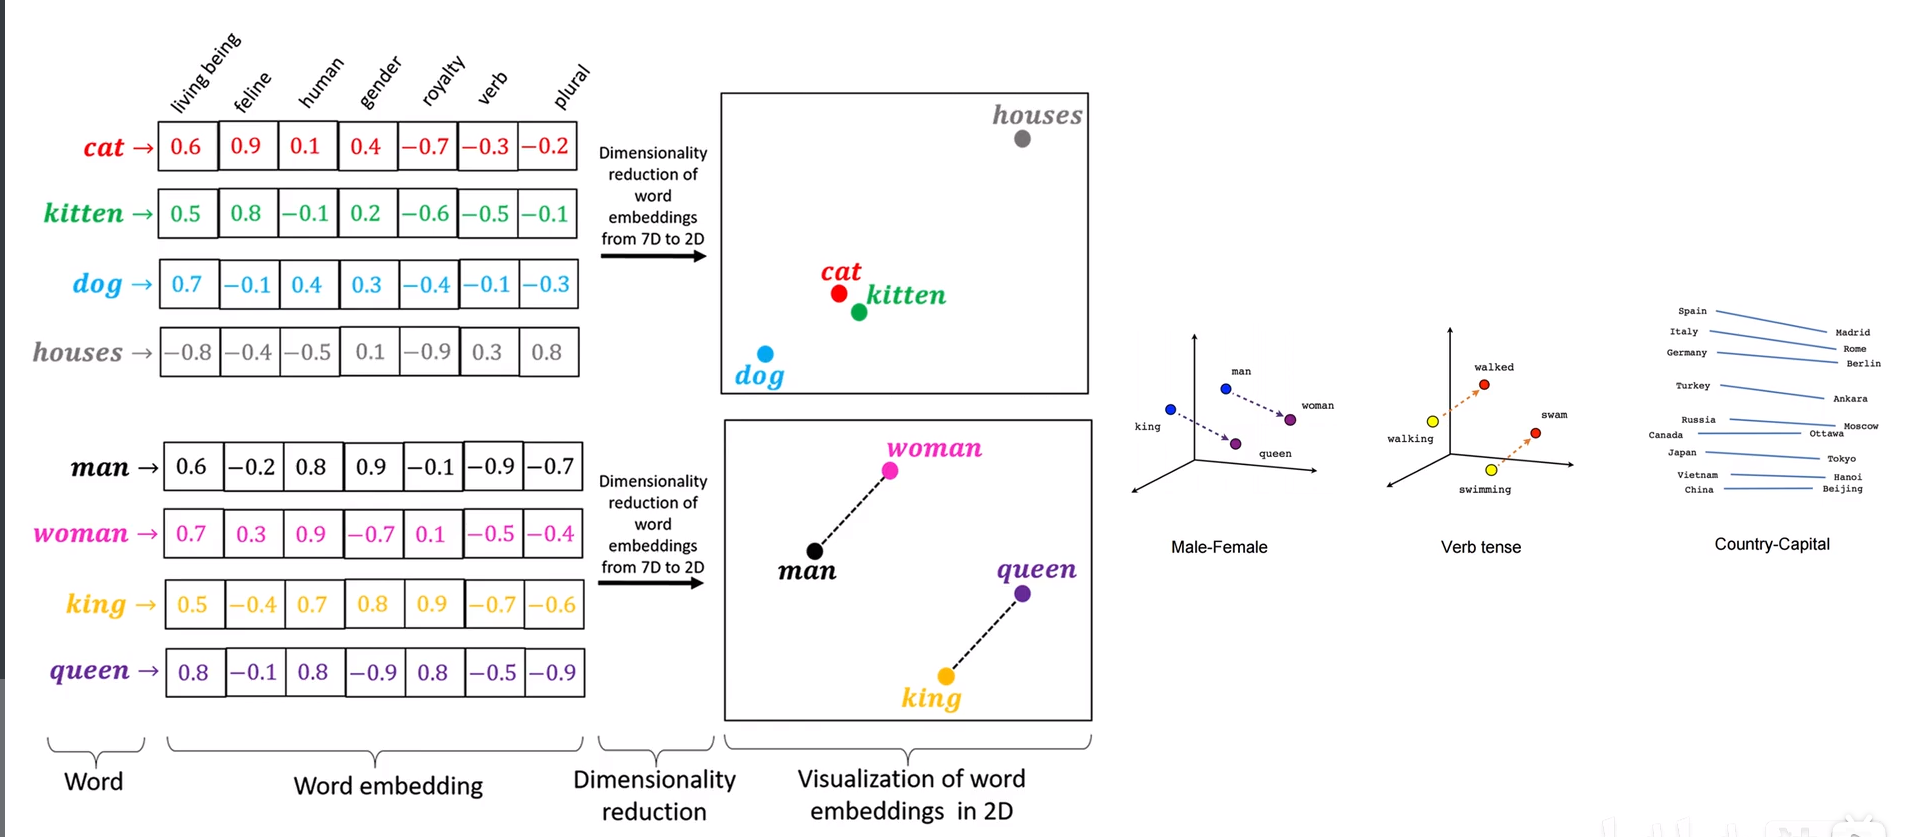 living being feline human gender royalty verb plural
cat → 0.6 0.9 0.1 0.4 −0.7 −0.3 −0.2
kitten → 0.5 0.8 −0.1 0.2 −0.6 −0.5 −0.1
dog → 0.7 −0.1 0.4 0.3 −0.4 −0.1 −0.3
houses → −0.8 −0.4 −0.5 0.1 −0.9 0.3 0.8
Dimensionality
reduction of
word
embeddings
from 7D to 2D
houses
cat
kitten
dog
man → 0.6 −0.2 0.8 0.9 −0.1 −0.9 −0.7
woman → 0.7 0.3 0.9 −0.7 0.1 −0.5 −0.4
king → 0.5 −0.4 0.7 0.8 0.9 −0.7 −0.6
queen → 0.8 −0.1 0.8 −0.9 0.8 −0.5 −0.9
Dimensionality
reduction of
word
embeddings
from 7D to 2D
woman
man
queen
king
Word
Word embedding
Dimensionality
reduction
Visualization of word
embeddings in 2D
man
woman
king
queen
Male-Female
walked
swam
walking
swimming
Verb tense
Spain Madrid
Italy Rome
Germany Berlin
Turkey Ankara
Russia Moscow
Canada Ottawa
Japan Tokyo
Vietnam Hanoi
China Beijing
Country-Capital